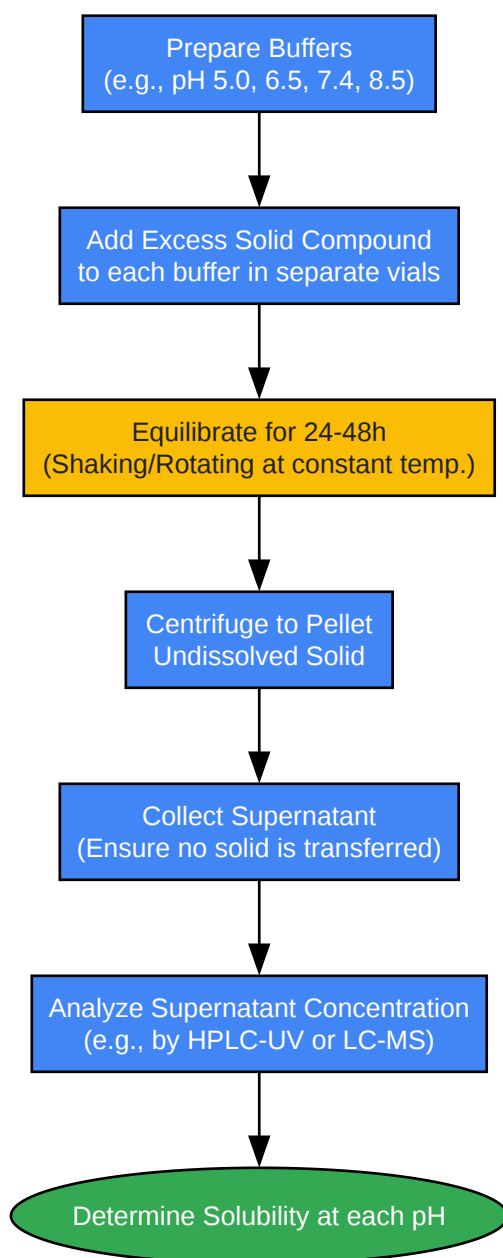 Prepare Buffers
(e.g., pH 5.0, 6.5, 7.4, 8.5)
Add Excess Solid Compound
to each buffer in separate vials
Equilibrate for 24-48h
(Shaking/Rotating at constant temp.)
Centrifuge to Pellet
Undissolved Solid
Collect Supernatant
(Ensure no solid is transferred)
Analyze Supernatant Concentration
(e.g., by HPLC-UV or LC-MS)
Determine Solubility at each pH